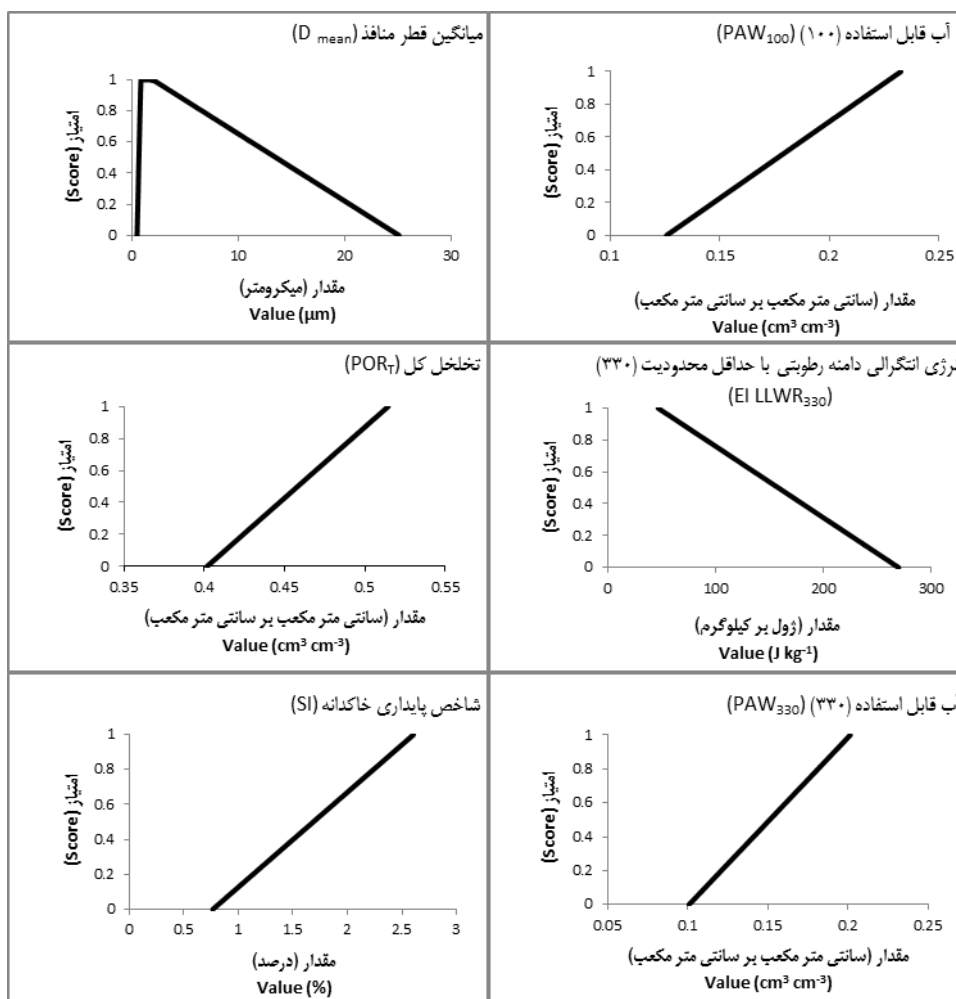 آب قابل استفاده (۱۰۰) (PAW100)
امتیاز (Score)
1
0.8
0.6
0.4
0.2
0
0.1 0.15 0.2 0.25
مقدار (سانتی متر مکعب بر سانتی متر مکعب)
Value (cm³ cm⁻³)
میانگین قطر منافذ (D mean)
امتیاز (Score)
1
0.8
0.6
0.4
0.2
0
0 10 20 30
مقدار (میکرومتر)
Value (µm)
نرژی انتگرالی دامنه رطوبتی با حداقل محدودیت (۳۳۰)
(EI LLWR330)
امتیاز (Score)
1
0.8
0.6
0.4
0.2
0
0 100 200 300
مقدار (ژول بر کیلوگرم)
Value (J kg⁻¹)
تخلخل کل (PORT)
امتیاز (Score)
1
0.8
0.6
0.4
0.2
0
0.35 0.4 0.45 0.5 0.55
مقدار (سانتی متر مکعب بر سانتی متر مکعب)
Value (cm³ cm⁻³)
آب قابل استفاده (۳۳۰) (PAW330)
امتیاز (Score)
1
0.8
0.6
0.4
0.2
0
0.05 0.1 0.15 0.2 0.25
مقدار (سانتی متر مکعب بر سانتی متر مکعب)
Value (cm³ cm⁻³)
شاخص پایداری خاکدانه (SI)
امتیاز (Score)
1
0.8
0.6
0.4
0.2
0
0 0.5 1 1.5 2 2.5 3
مقدار (درصد)
Value (%)